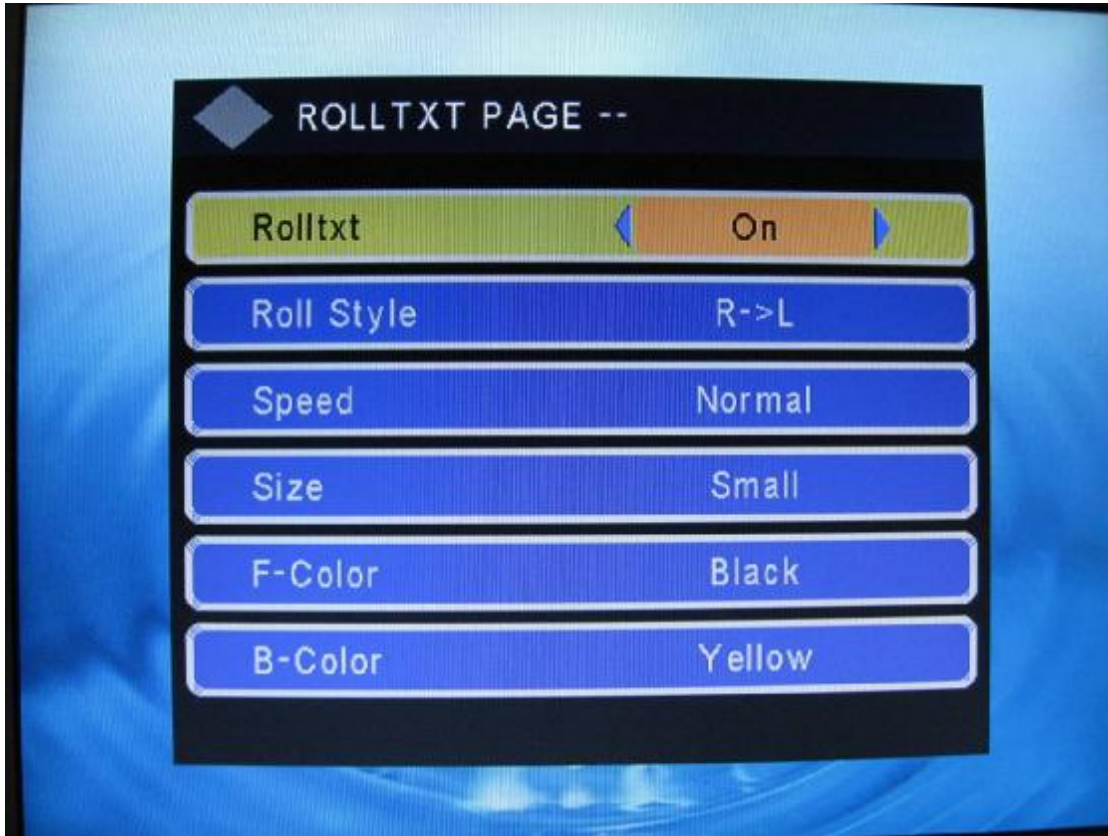 ROLLTXT PAGE --
Rolltxt On
Roll Style R->L
Speed Normal
Size Small
F-Color Black
B-Color Yellow